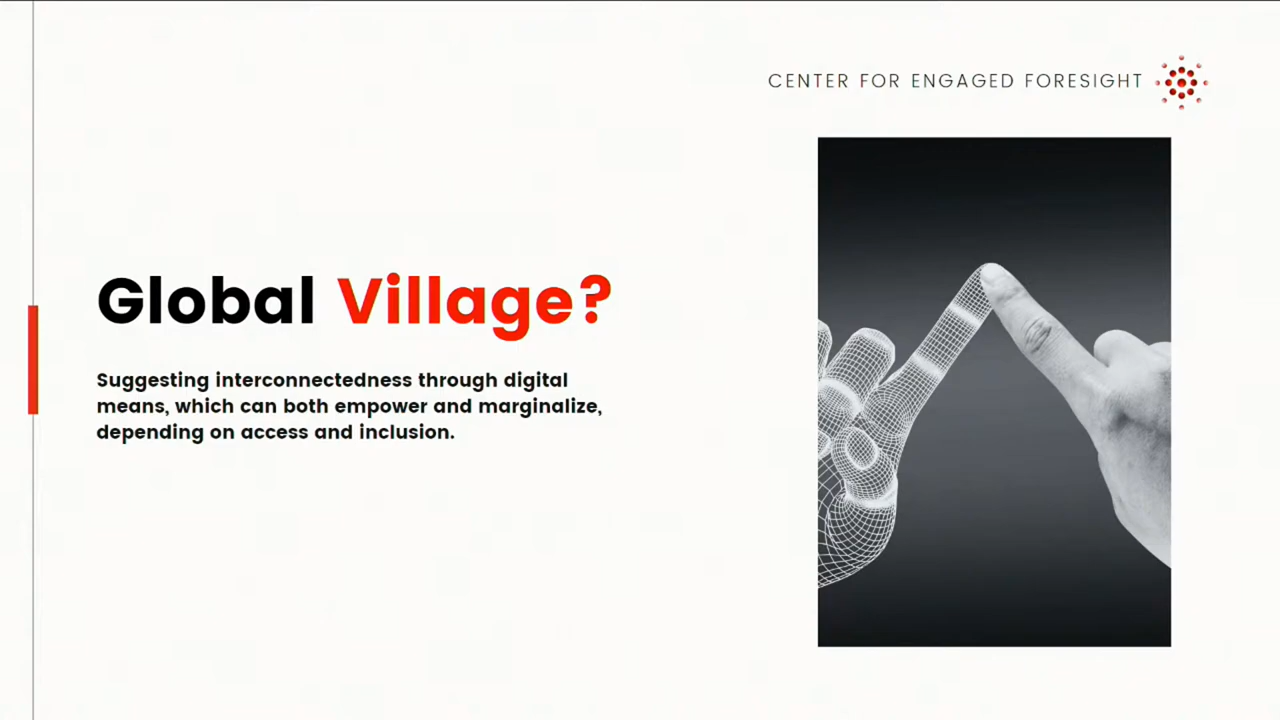 CENTER FOR ENGAGED FORESIGHT
Global Village?
Suggesting interconnectedness through digital
means, which can both empower and marginalize,
depending on access and inclusion.